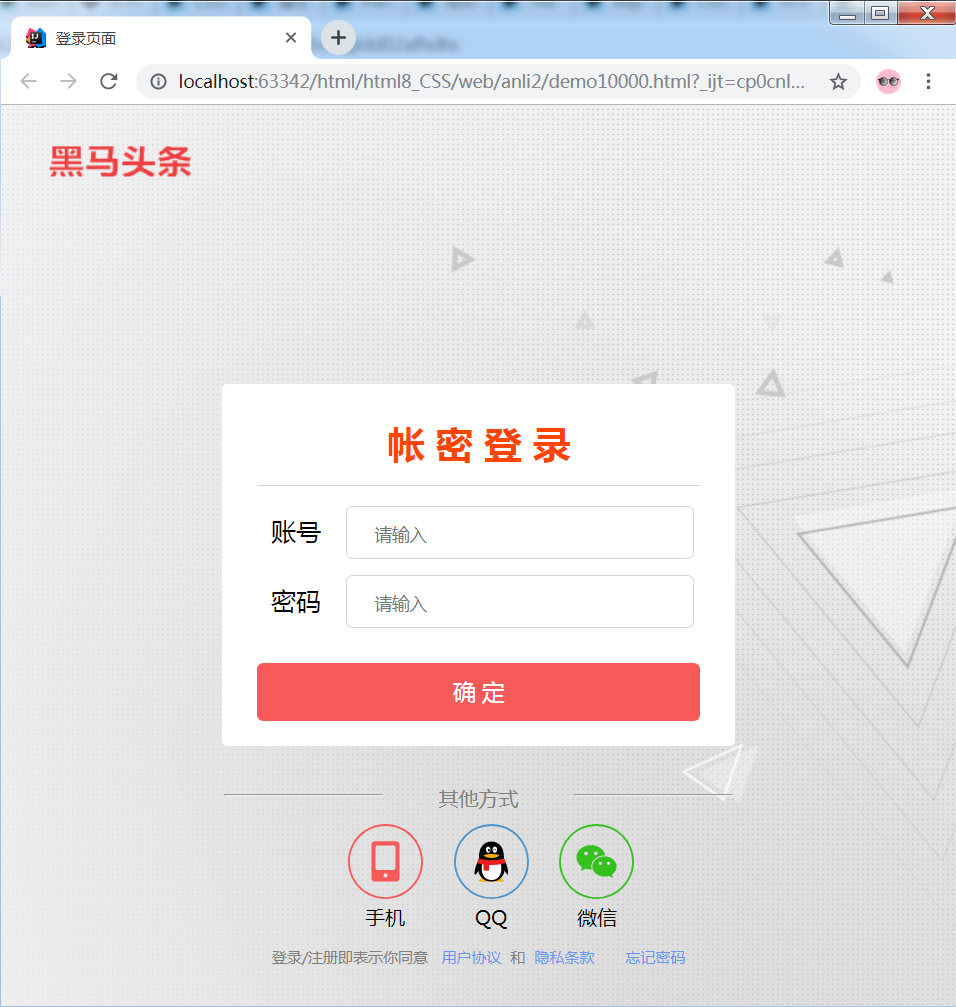 登录页面
localhost:63342/html/html8_CSS/web/anli2/demo10000.html?_ijt=cp0cnl...
黑马头条
帐密登录
账号 请输入
密码 请输入
确定
其他方式
手机 QQ 微信
登录/注册即表示你同意 用户协议 和 隐私条款 忘记密码